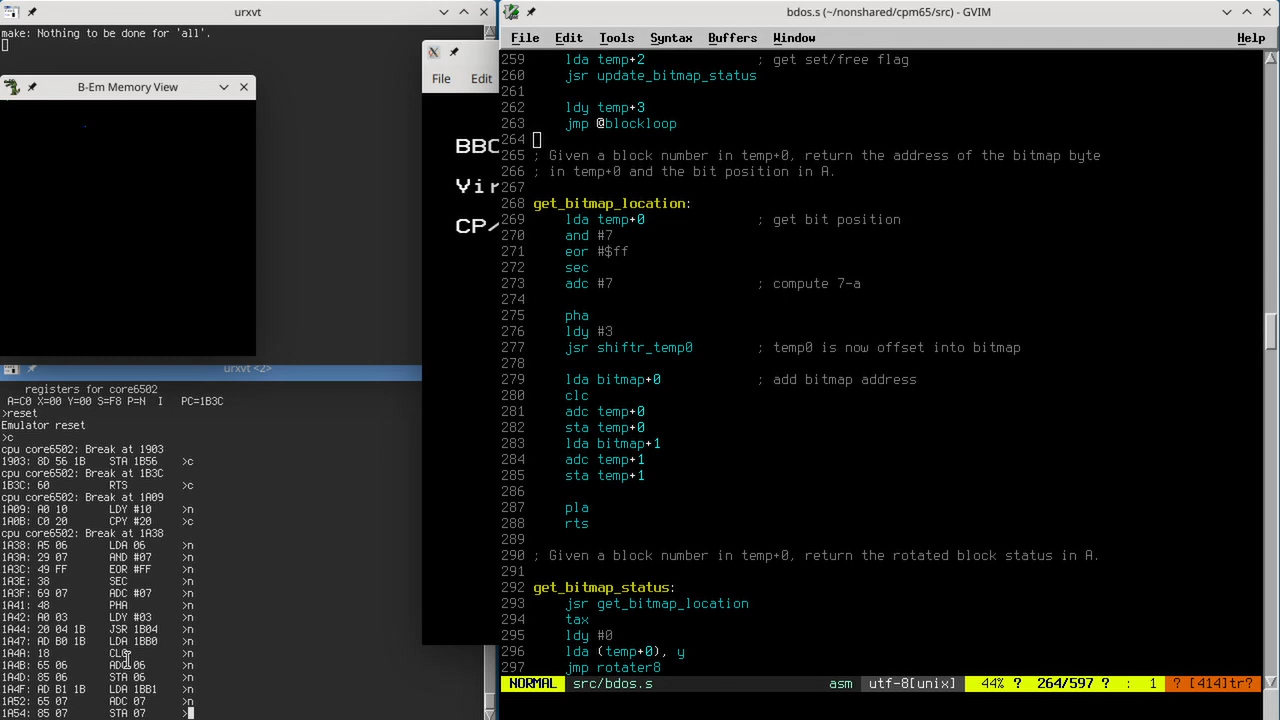 urxvt
make: Nothing to be done for 'all'.
B-Em Memory View
File Edit
BBC
Vir
CP/
urxvt <2>
registers for core6502
A=C0 X=00 Y=00 S=F8 P=N  I   PC=1B3C
>reset
Emulator reset
>c
cpu core6502: Break at 1903
1903: 8D 56 1B    STA 1B56    >c
cpu core6502: Break at 1B3C
1B3C: 60          RTS         >c
cpu core6502: Break at 1A09
1A09: A0 10       LDY #10     >n
1A0B: C0 20       CPY #20     >c
cpu core6502: Break at 1A38
1A38: A5 06       LDA 06      >n
1A3A: 29 07       AND #07     >n
1A3C: 49 FF       EOR #FF     >n
1A3E: 38          SEC         >n
1A3F: 69 07       ADC #07     >n
1A41: 48          PHA         >n
1A42: A0 03       LDY #03     >n
1A44: 20 04 1B    JSR 1B04    >n
1A47: AD B0 1B    LDA 1BB0    >n
1A4A: 18          CLC         >n
1A4B: 65 06       ADC 06      >n
1A4D: 85 06       STA 06      >n
1A4F: AD B1 1B    LDA 1BB1    >n
1A52: 65 07       ADC 07      >n
1A54: 85 07       STA 07      >
bdos.s (~/nonshared/cpm65/src) - GVIM
File Edit Tools Syntax Buffers Window Help
259     lda temp+2              ; get set/free flag
260     jsr update_bitmap_status
261
262     ldy temp+3
263     jmp @blockloop
264
265 ; Given a block number in temp+0, return the address of the bitmap byte
266 ; in temp+0 and the bit position in A.
267
268 get_bitmap_location:
269     lda temp+0              ; get bit position
270     and #7
271     eor #$ff
272     sec
273     adc #7                  ; compute 7-a
274
275     pha
276     ldy #3
277     jsr shiftr_temp0        ; temp0 is now offset into bitmap
278
279     lda bitmap+0            ; add bitmap address
280     clc
281     adc temp+0
282     sta temp+0
283     lda bitmap+1
284     adc temp+1
285     sta temp+1
286
287     pla
288     rts
289
290 ; Given a block number in temp+0, return the rotated block status in A.
291
292 get_bitmap_status:
293     jsr get_bitmap_location
294     tax
295     ldy #0
296     lda (temp+0), y
297     jmp rotater8
NORMAL src/bdos.s asm utf-8[unix] 44% ? 264/597 ? : 1 ? [414]tr?